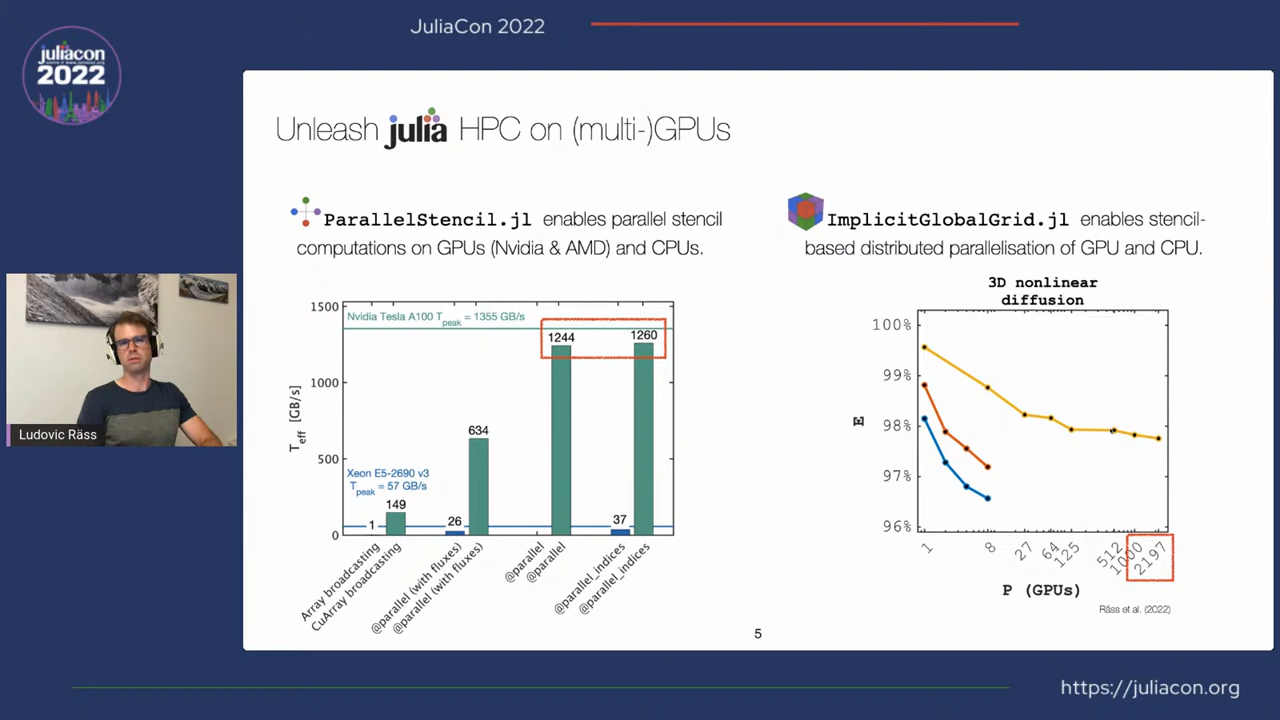 JuliaCon 2022
juliacon
2022
Unleash julia HPC on (multi-)GPUs
ParallelStencil.jl enables parallel stencil
computations on GPUs (Nvidia & AMD) and CPUs.
1500
1000
500
0
T_eff [GB/s]
Nvidia Tesla A100 T_peak = 1355 GB/s
Xeon E5-2690 v3
T_peak = 57 GB/s
1
149
26
634
1244
37
1260
Array broadcasting
CuArray broadcasting
@parallel (with fluxes)
@parallel (with fluxes)
@parallel
@parallel
@parallel_indices
@parallel_indices
ImplicitGlobalGrid.jl enables stencil-
based distributed parallelisation of GPU and CPU.
3D nonlinear
diffusion
100%
99%
98%
97%
96%
E
1
8
27
64
125
512
1000
2197
P (GPUs)
Räss et al. (2022)
5
Ludovic Räss
https://juliacon.org